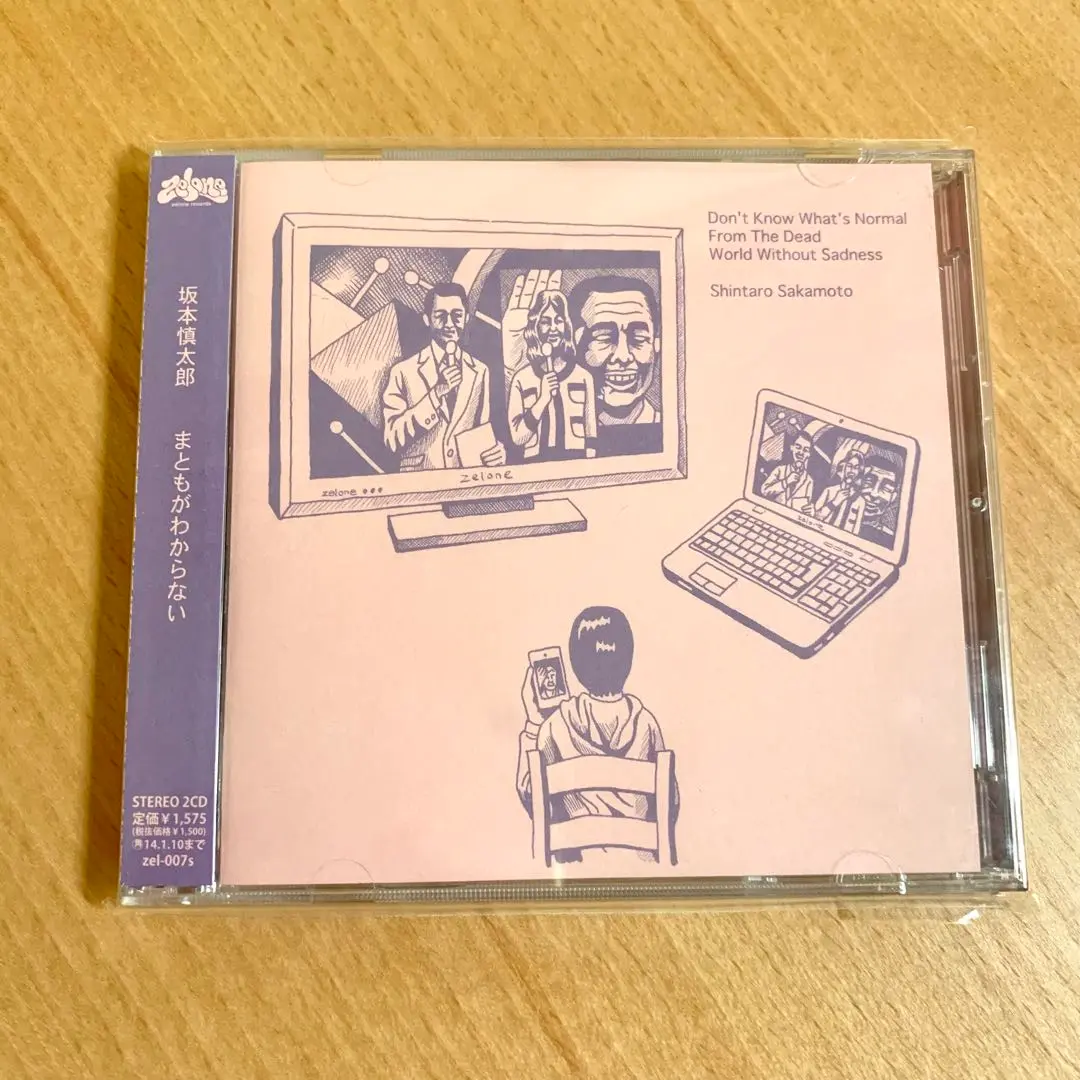 zelone
zelone records
坂本慎太郎
まともがわからない
STEREO 2CD
定価￥1,575
(税抜価格￥1,500)
再14.1.10まで
zel-007s
Don't Know What's Normal
From The Dead
World Without Sadness
Shintaro Sakamoto
zelone
zelone
zelone